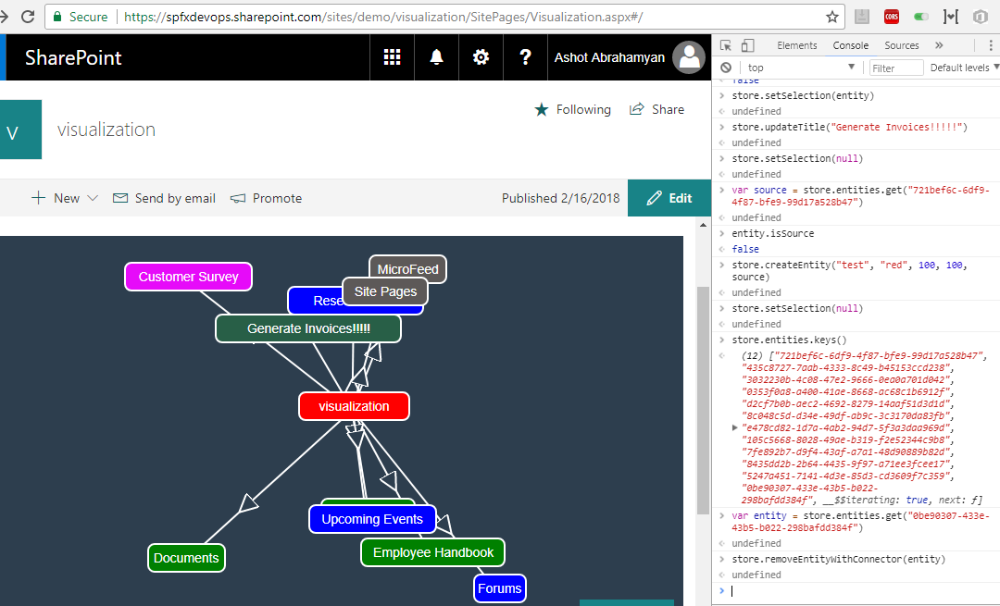 Secure
https://spfxdevops.sharepoint.com/sites/demo/visualization/SitePages/Visualization.aspx#/
CORS
SharePoint
?
Ashot Abrahamyan
V
visualization
Following
Share
New
Send by email
Promote
Published 2/16/2018
Edit
Customer Survey
MicroFeed
Site Pages
Rese
Generate Invoices!!!!!
visualization
Upcoming Events
Employee Handbook
Documents
Forums
Elements
Console
Sources
»
top
Filter
Default levels
false
store.setSelection(entity)
undefined
store.updateTitle("Generate Invoices!!!!!")
undefined
store.setSelection(null)
undefined
var source = store.entities.get("721bef6c-6df9-
4f87-bfe9-99d17a528b47")
undefined
entity.isSource
false
store.createEntity("test", "red", 100, 100,
source)
undefined
store.setSelection(null)
undefined
store.entities.keys()
(12) ["721bef6c-6df9-4f87-bfe9-99d17a528b47",
"435c8727-7aab-4333-8c49-b45153ccd238",
"3032230b-4c08-47e2-9666-0ea0a701d042",
"0353f0a8-a400-41ae-8668-ac68c1b6912f",
"d2cf7b0b-aec2-4692-8279-14aaf51d3d1d",
"8c048c5d-d34e-49df-ab9c-3c3170da83fb",
"e478cd82-1d7a-4ab2-94d7-5f3a3daa969d",
"105c5668-8028-49ae-b319-f2e52344c9b8",
"7fe892b7-d9f4-43af-a7a1-48d90889b82d",
"8435dd2b-2b64-4435-9f97-a71ee3fcee17",
"5247a451-7141-4d3e-85d3-cd3609f7c359",
"0be90307-433e-43b5-b022-
298bafdd384f", __$$iterating: true, next: ƒ]
var entity = store.entities.get("0be90307-433e-
43b5-b022-298bafdd384f")
undefined
store.removeEntityWithConnector(entity)
undefined